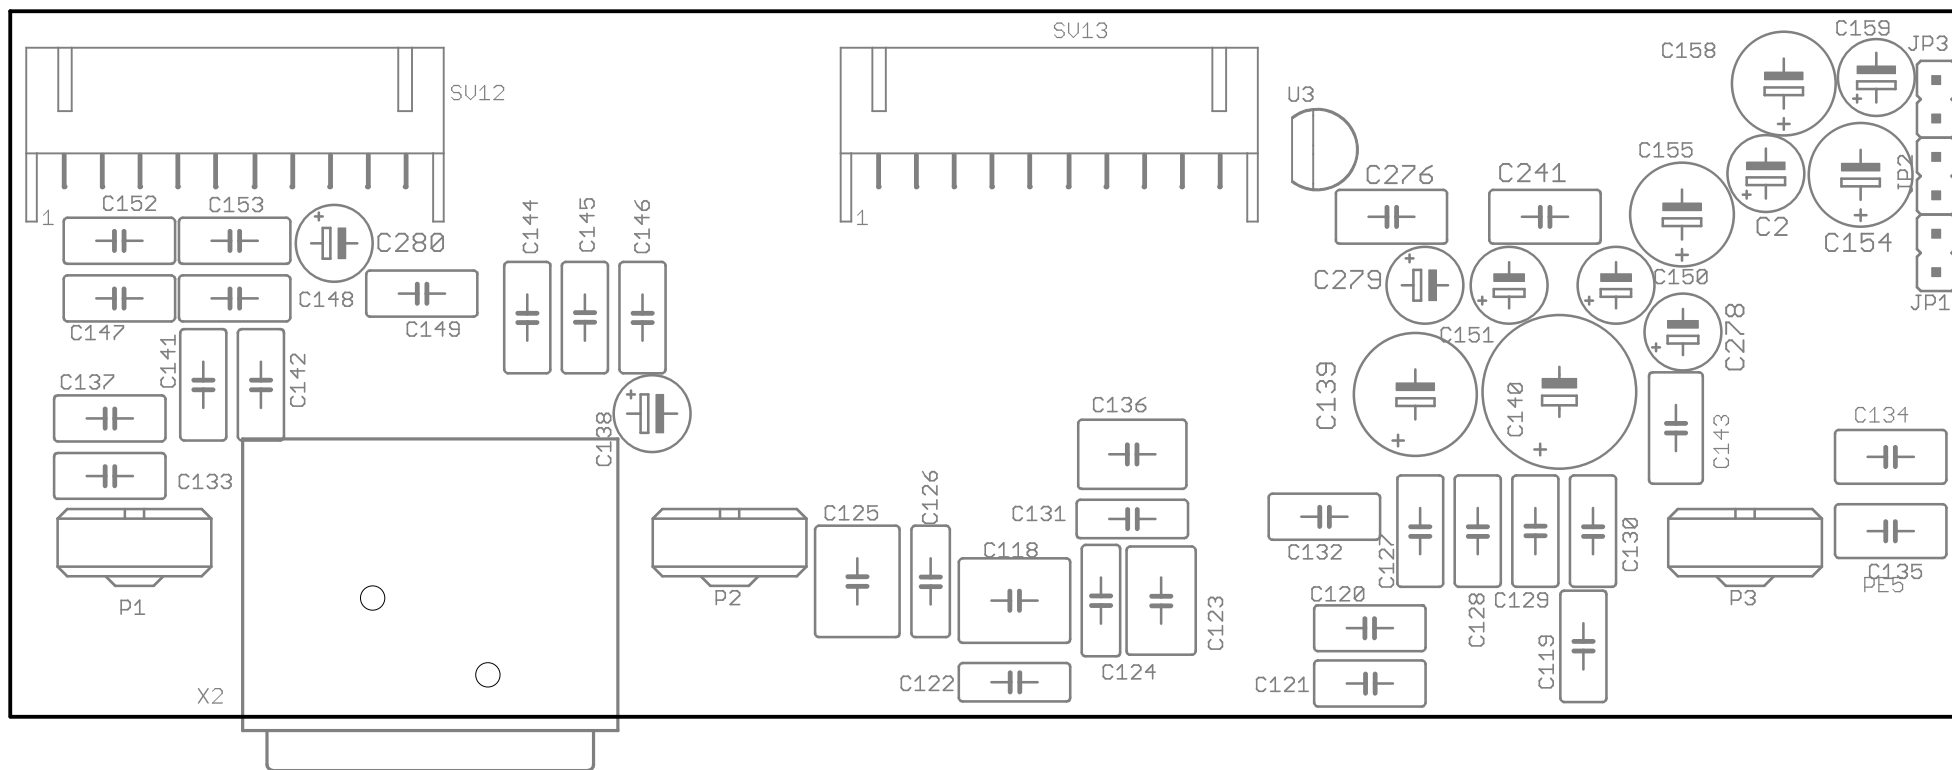 SV13
C159
C158
JP3
SV12
U3
C155
C152
C153
C144
C145
C146
C276
C241
JP2
1
1
C280
C2
C154
C279
C150
C148
C147
C149
JP1
C151
C278
C141
C142
C137
C139
C140
C136
C134
C138
C143
C133
C126
C125
C131
C118
C132
C127
C130
C135
PE5
P1
P2
P3
C120
C129
C128
C123
C124
C119
C122
C121
X2
+
+
+
+
+
+
+
+
+
+
+
+
+
+